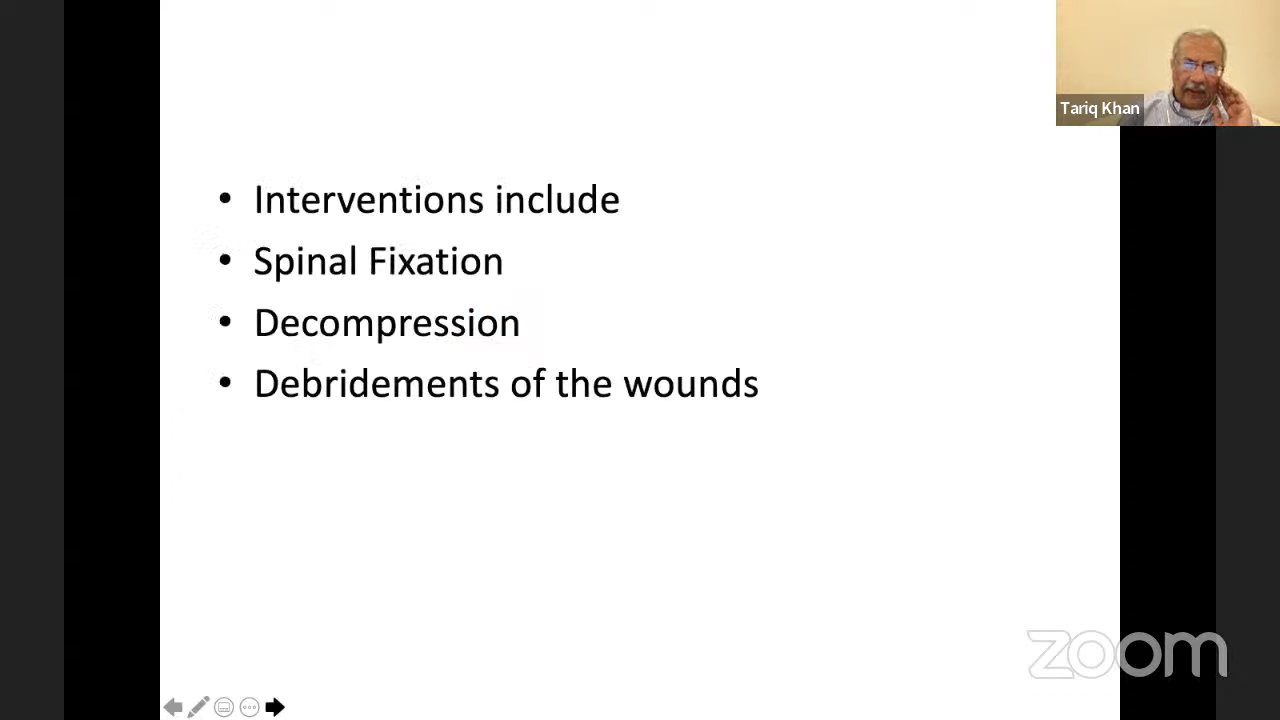 Tariq Khan
• Interventions include
• Spinal Fixation
• Decompression
• Debridements of the wounds
zoom